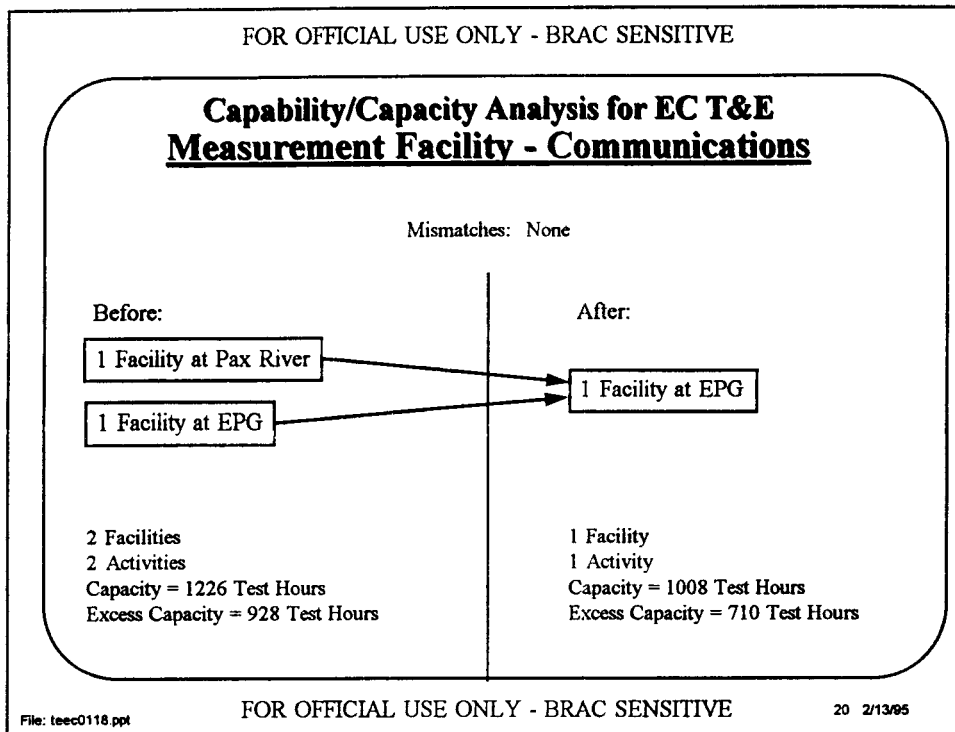 FOR OFFICIAL USE ONLY - BRAC SENSITIVE
Capability/Capacity Analysis for EC T&E
Measurement Facility - Communications
Mismatches: None
Before:
1 Facility at Pax River
1 Facility at EPG
2 Facilities
2 Activities
Capacity = 1226 Test Hours
Excess Capacity = 928 Test Hours
After:
1 Facility at EPG
1 Facility
1 Activity
Capacity = 1008 Test Hours
Excess Capacity = 710 Test Hours
File: teec0118.ppt
FOR OFFICIAL USE ONLY - BRAC SENSITIVE
20 2/13/95